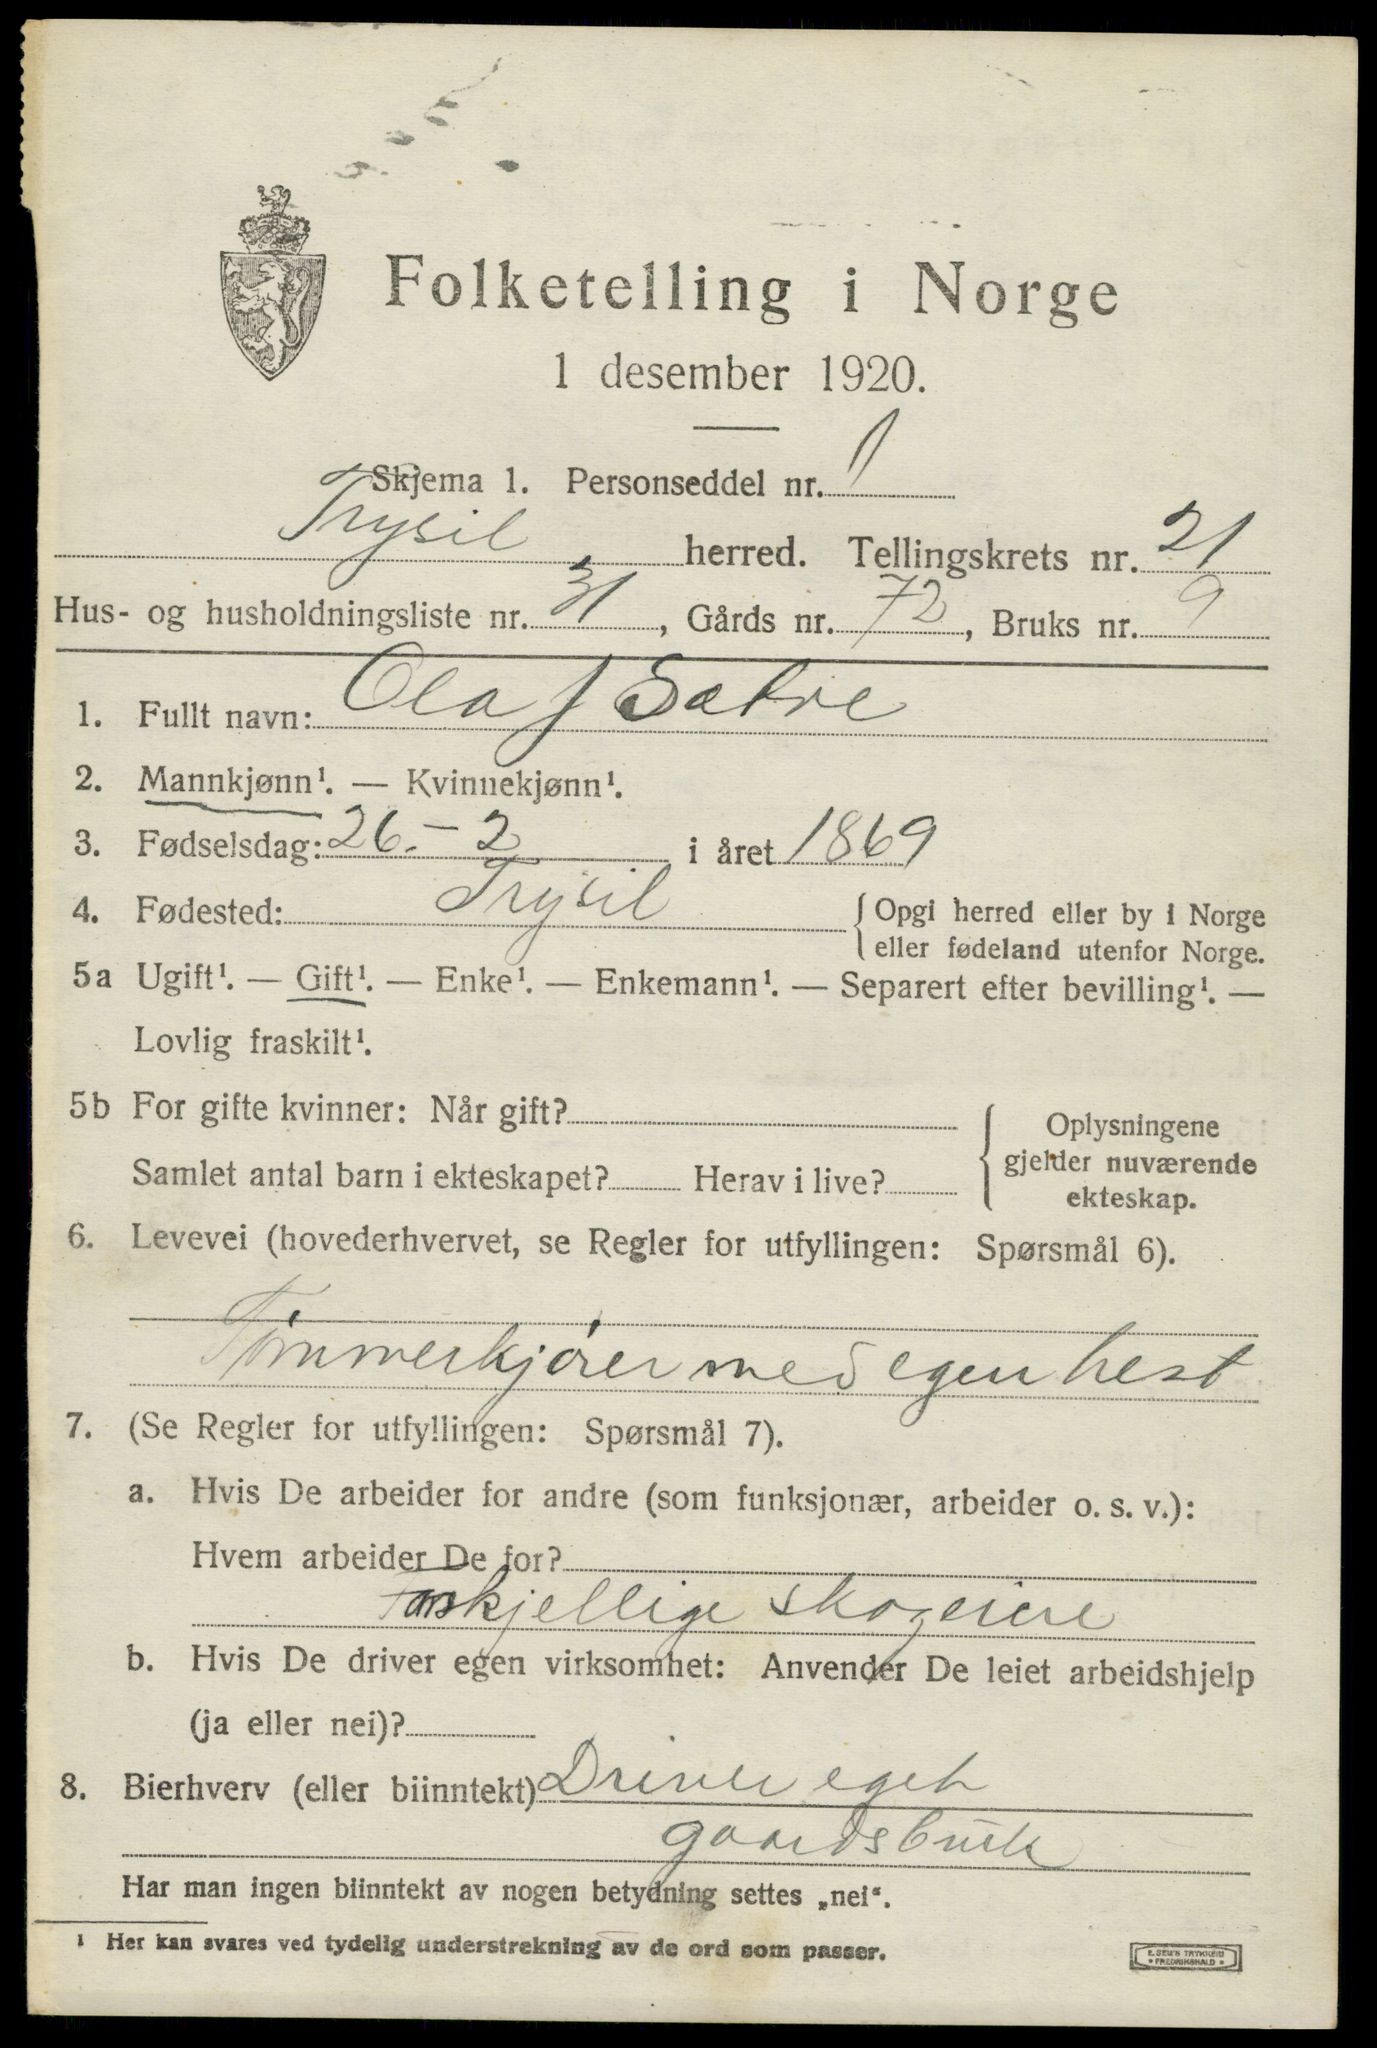 Folketelling i Norge
1 desember 1920.
Skjema 1. Personseddel nr. 1
Trysil herred. Tellingskrets nr. 21
Hus- og husholdningsliste nr. 31, Gårds nr. 72, Bruks nr. 9
1. Fullt navn: Olaf Sætre
2. Mannkjønn¹. — Kvinnekjønn¹.
3. Fødselsdag: 26. - 2 i året 1869
4. Fødested: Trysil { Opgi herred eller by i Norge
eller fødeland utenfor Norge.
5a Ugift¹. — Gift¹. — Enke¹. — Enkemann¹. — Separert efter bevilling¹. —
Lovlig fraskilt¹.
5b For gifte kvinner: Når gift?
Samlet antal barn i ekteskapet? Herav i live?
{ Oplysningene
gjelder nuværende
ekteskap.
6. Levevei (hovederhvervet, se Regler for utfyllingen: Spørsmål 6).
Tømmerkjører med egen hest
7. (Se Regler for utfyllingen: Spørsmål 7).
a. Hvis De arbeider for andre (som funksjonær, arbeider o. s. v.):
Hvem arbeider De for?
Forskjellige skogeiere
b. Hvis De driver egen virksomhet: Anvender De leiet arbeidshjelp
(ja eller nei)?
8. Bierhverv (eller biinntekt) Driver eget
gaardsbruk
Har man ingen biinntekt av nogen betydning settes „nei“.
¹ Her kan svares ved tydelig understrekning av de ord som passer.
E. SEM'S TRYKKERI
• FREDRIKSHALD •